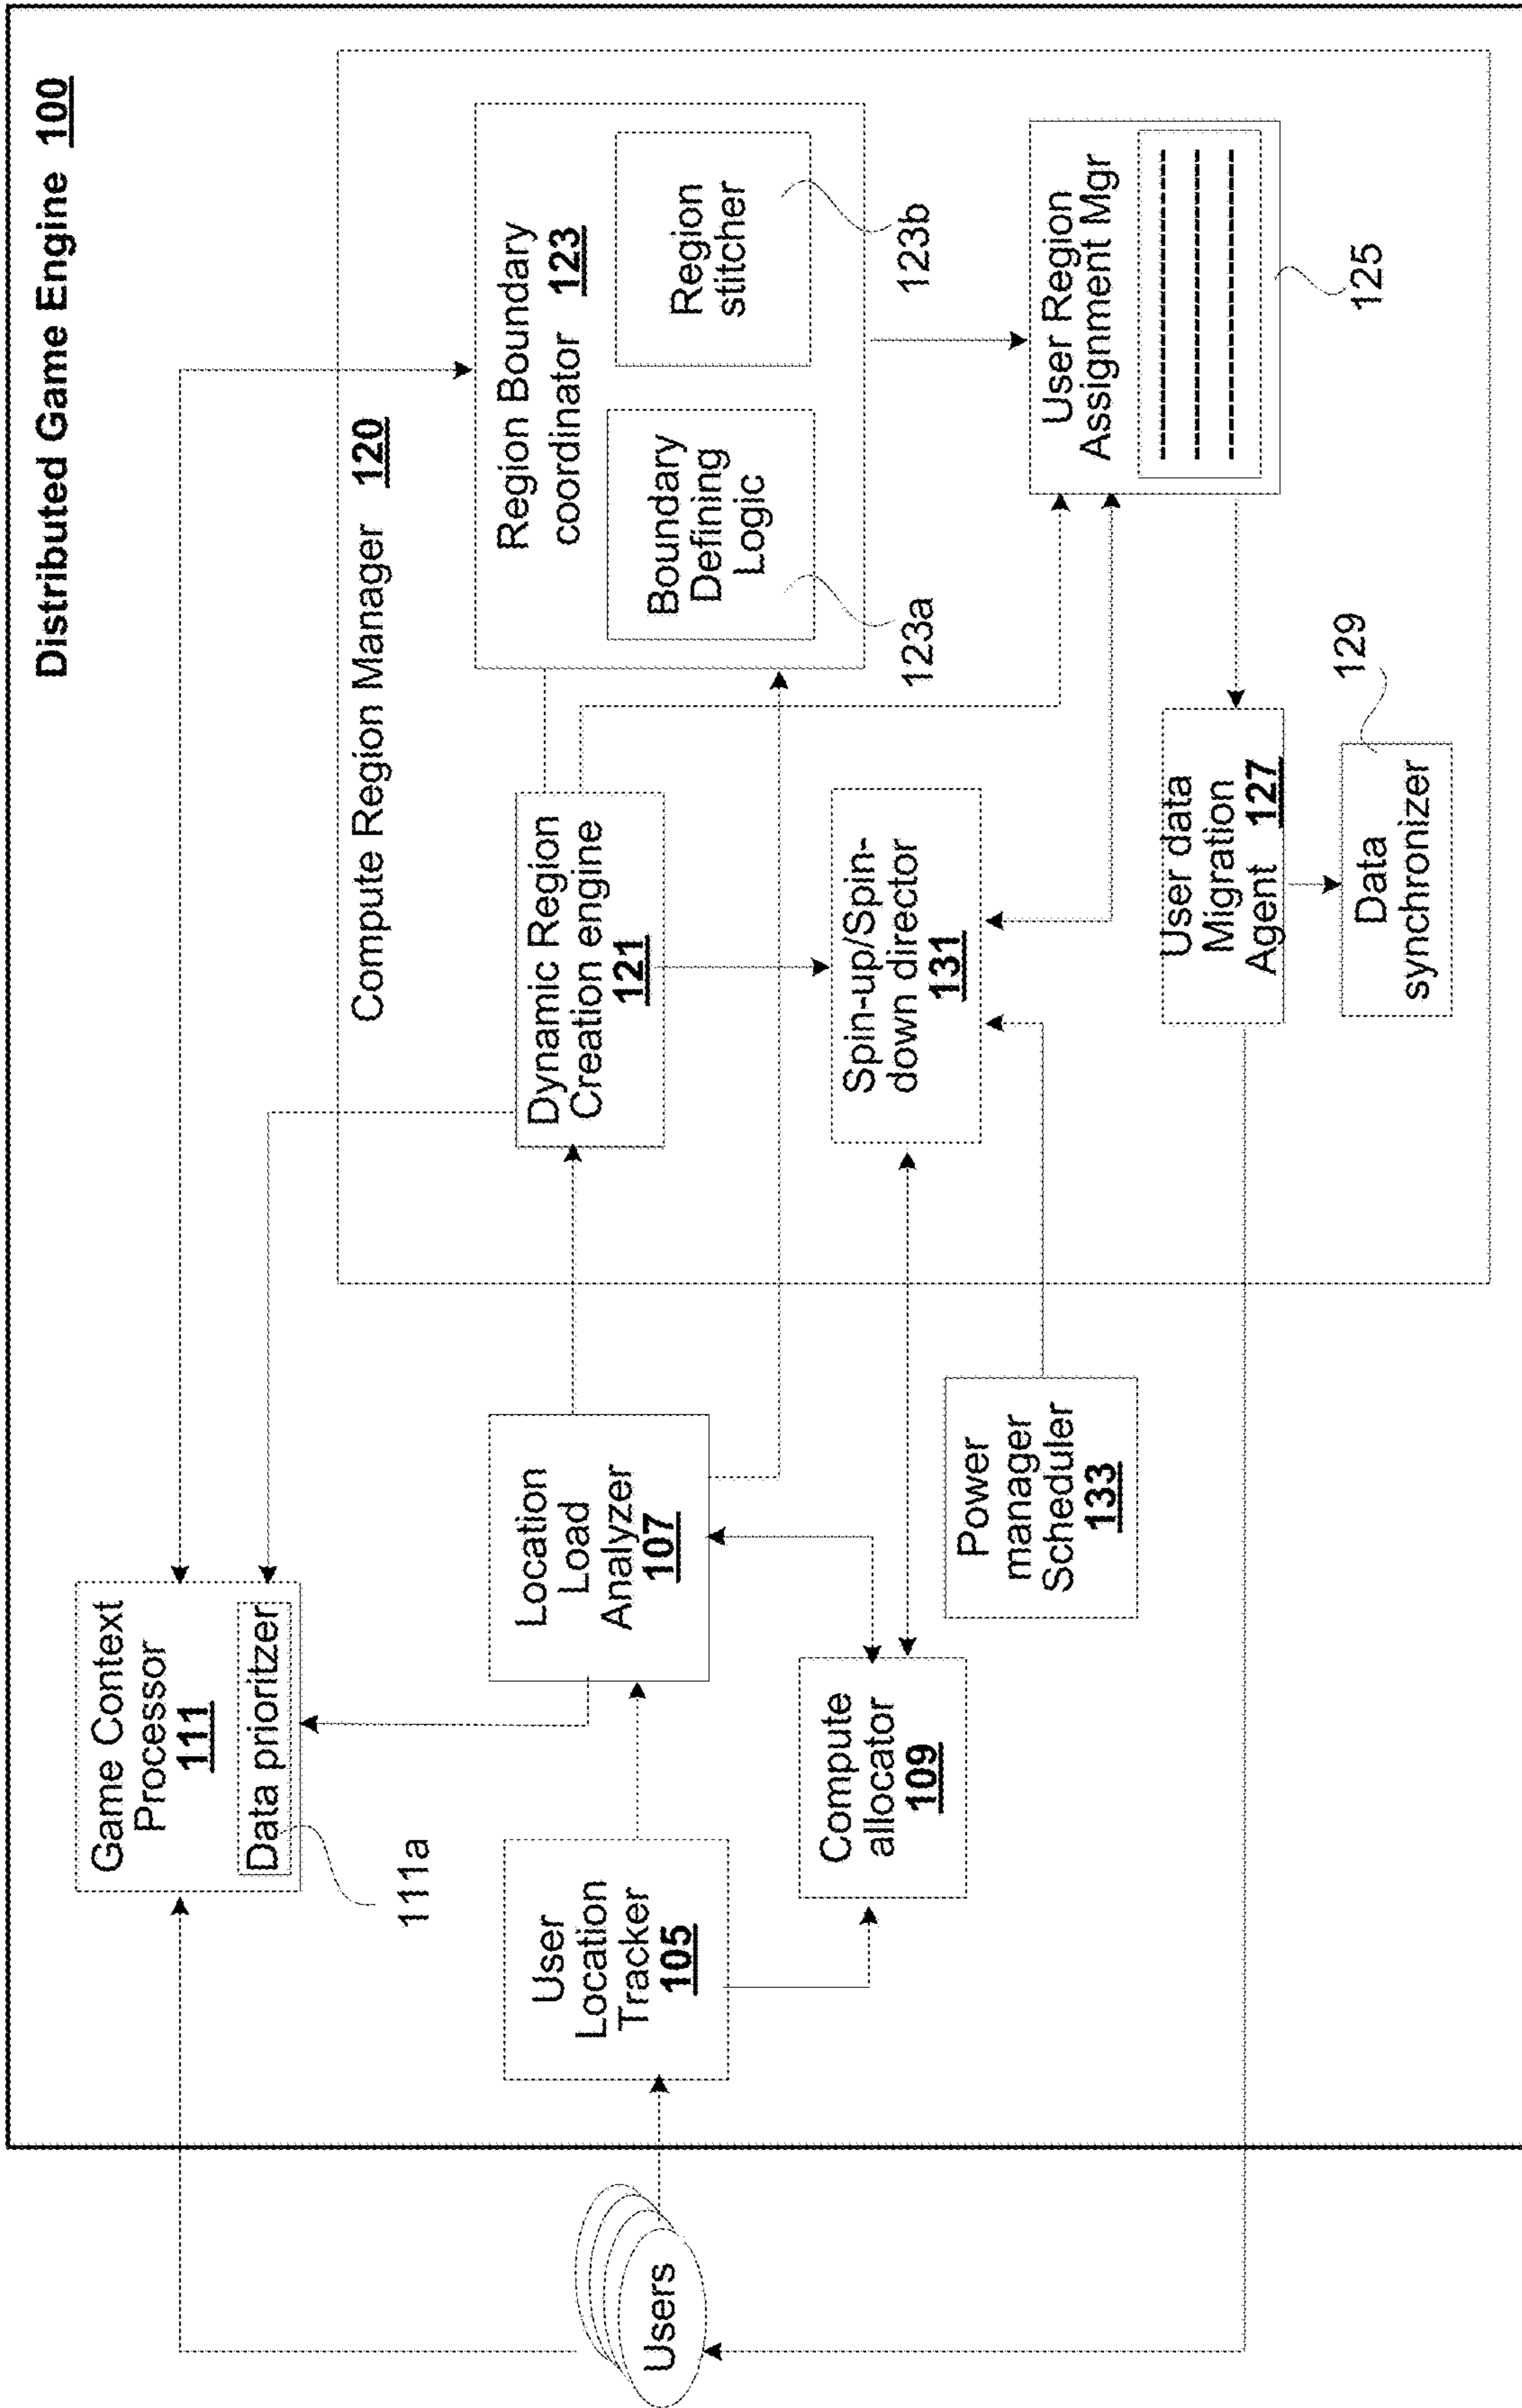 Distributed Game Engine 100
Game Context
Processor
111
Data prioritzer
111a
Compute Region Manager 120
Users
User
Location
Tracker
105
Location
Load
Analyzer
107
Dynamic Region
Creation engine
121
Region Boundary
coordinator 123
Boundary
Defining
Logic
123a
Region
stitcher
123b
Compute
allocator
109
Power
manager
Scheduler
133
Spin-up/Spin-
down director
131
User Region
Assignment Mgr
125
User data
Migration
Agent 127
Data
synchronizer
129